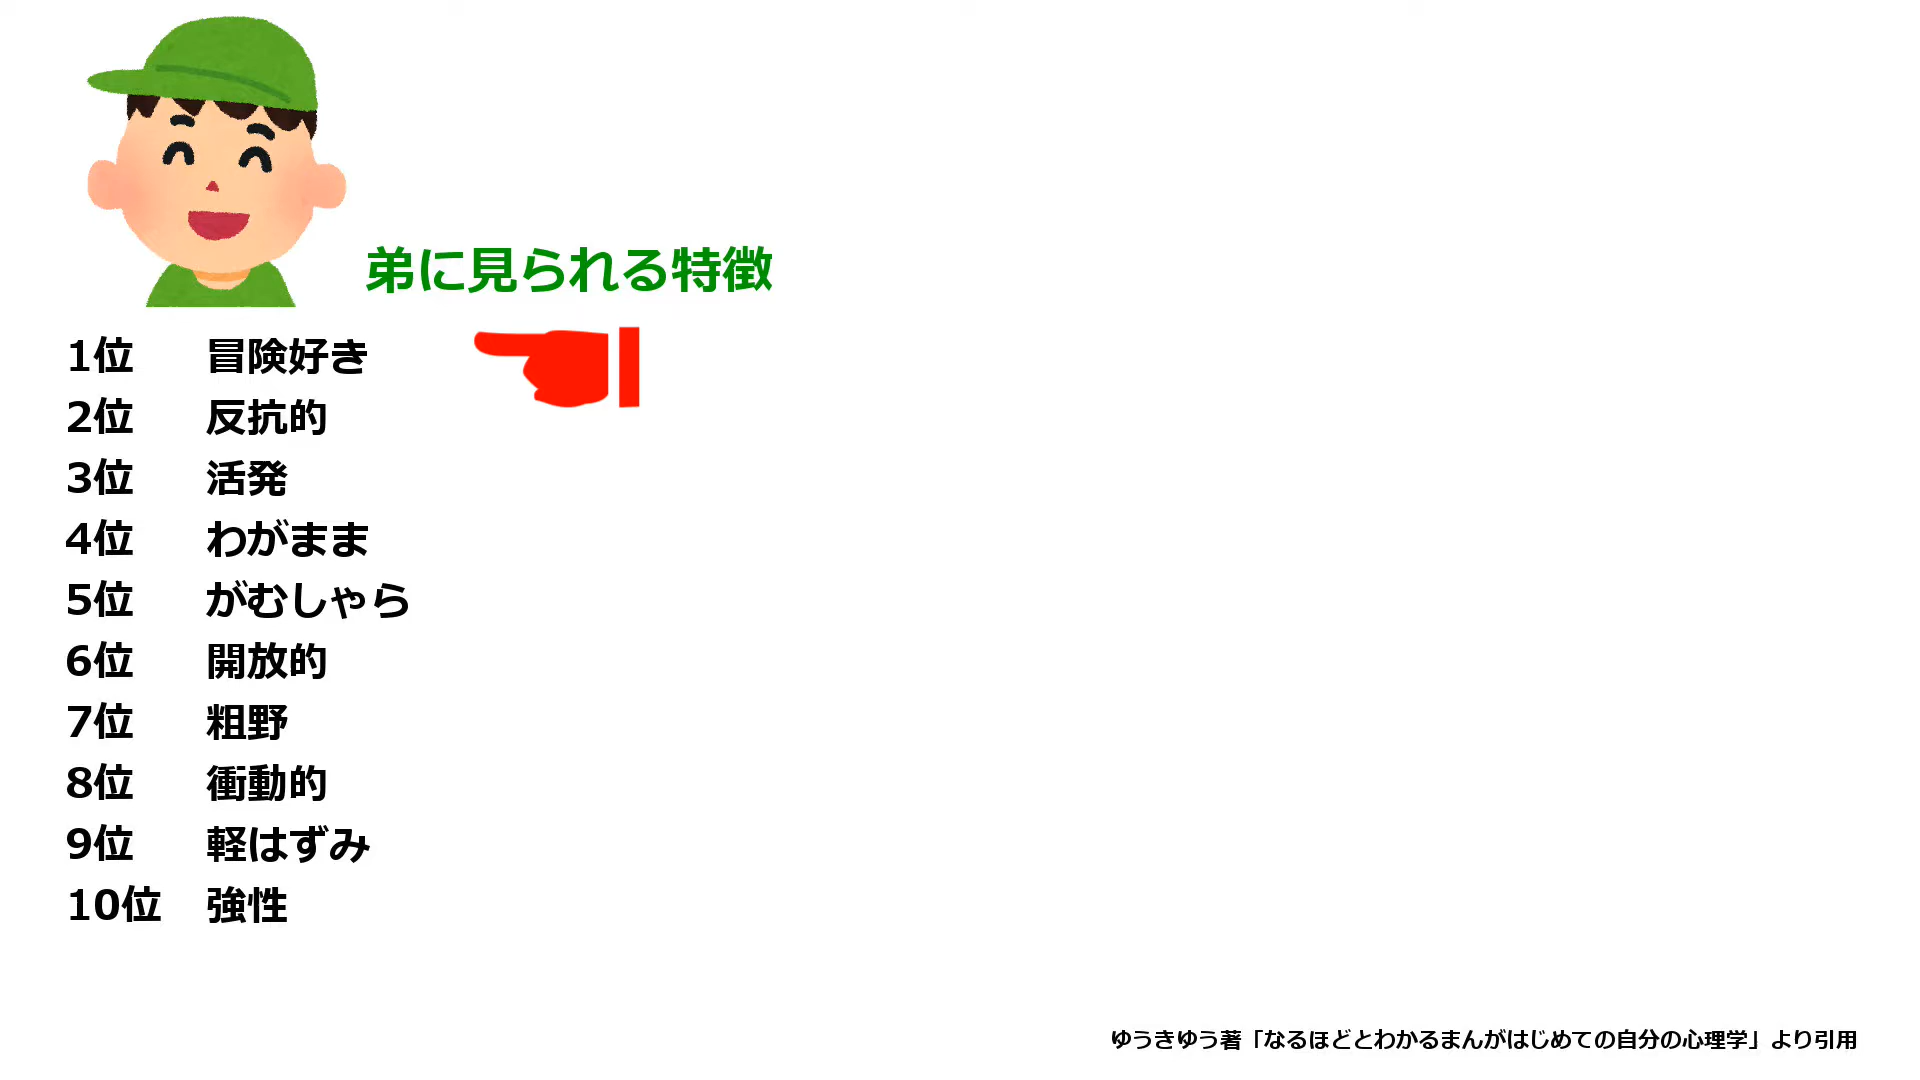 弟に見られる特徴
1位 冒険好き
2位 反抗的
3位 活発
4位 わがまま
5位 がむしゃら
6位 開放的
7位 粗野
8位 衝動的
9位 軽はずみ
10位 強性
ゆうきゆう著「なるほどとわかるまんがはじめての自分の心理学」より引用